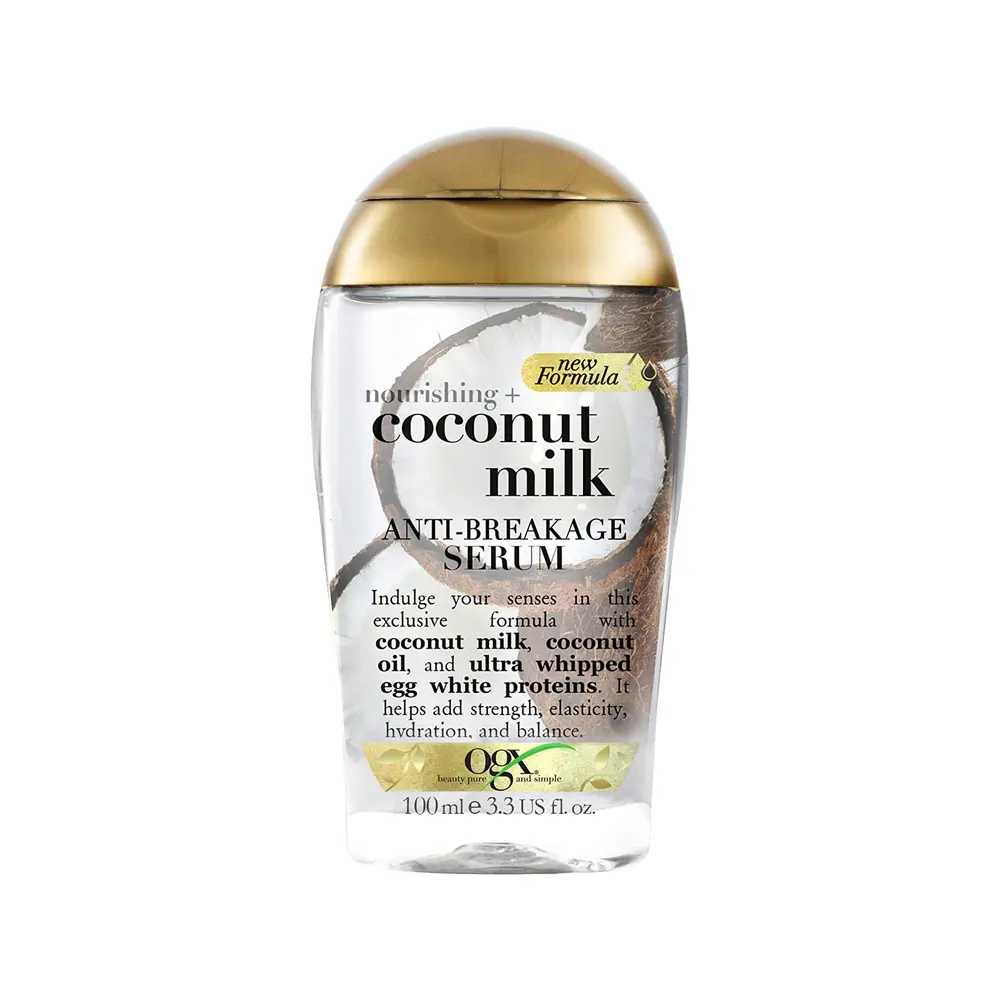 new
Formula
nourishing +
coconut
milk
ANTI-BREAKAGE
SERUM
Indulge your senses in this
exclusive formula with
coconut milk, coconut
oil, and ultra whipped
egg white proteins. It
helps add strength, elasticity,
hydration, and balance.
ogx®
beauty pure and simple
100 ml e 3.3 US fl. oz.